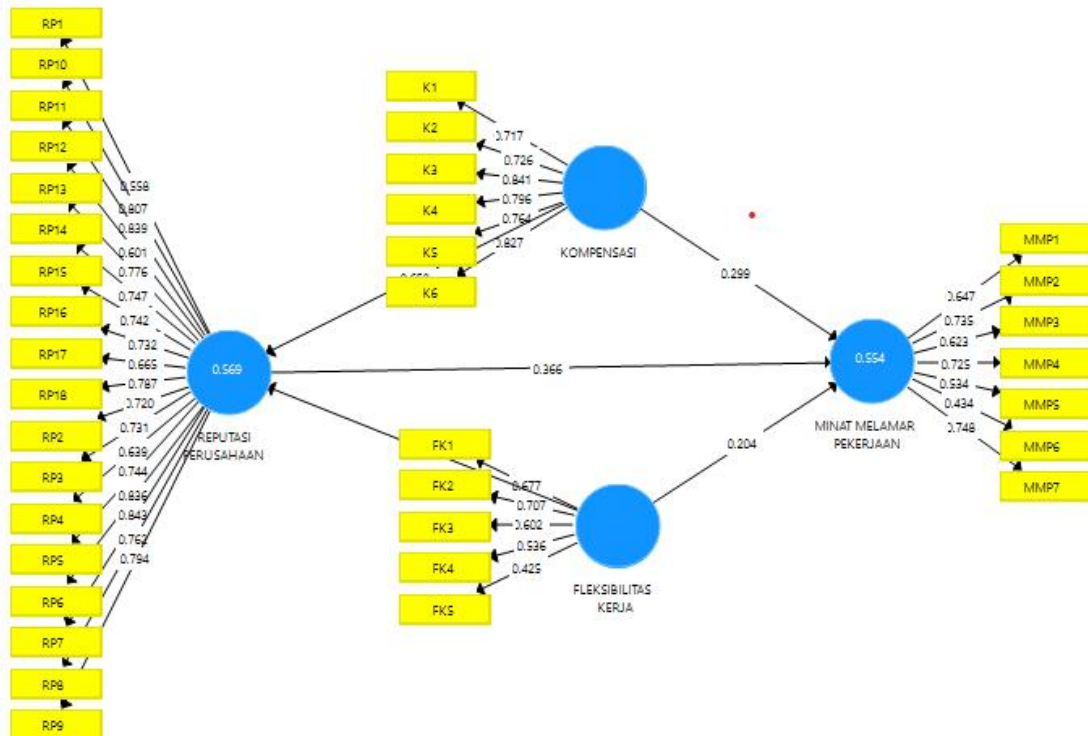 RP1
RP10
RP11
RP12
RP13
RP14
RP15
RP16
RP17
RP18
RP2
RP3
RP4
RP5
RP6
RP7
RP8
RP9
0.558
0.807
0.839
0.601
0.776
0.747
0.742
0.732
0.665
0.787
0.720
0.731
0.639
0.744
0.836
0.843
0.762
0.794
0.569
REPUTASI
PERUSAHAAN
K1
K2
K3
K4
K5
K6
0.717
0.726
0.841
0.796
0.764
0.827
KOMPENSASI
0.299
0.366
0.204
FK1
FK2
FK3
FK4
FK5
0.677
0.707
0.602
0.536
0.425
FLEKSIBILITAS
KERJA
0.554
MINAT MELAMAR
PEKERJAAN
0.647
0.735
0.623
0.725
0.534
0.434
0.748
MMP1
MMP2
MMP3
MMP4
MMP5
MMP6
MMP7